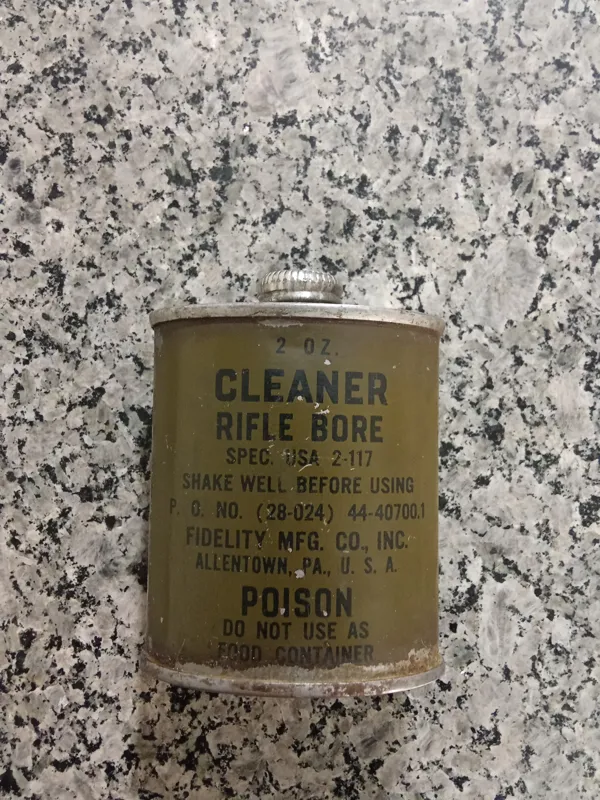 2 OZ.
CLEANER
RIFLE BORE
SPEC. USA 2-117
SHAKE WELL BEFORE USING
P. O. NO. (28-024) 44-40700.1
FIDELITY MFG. CO., INC.
ALLENTOWN, PA., U. S. A.
POISON
DO NOT USE AS
FOOD CONTAINER